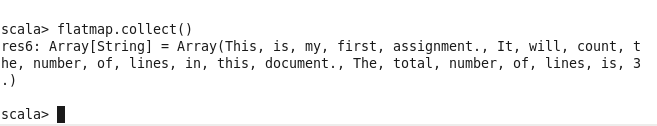 scala> flatmap.collect()
res6: Array[String] = Array(This, is, my, first, assignment., It, will, count, t
he, number, of, lines, in, this, document., The, total, number, of, lines, is, 3
.)
scala>